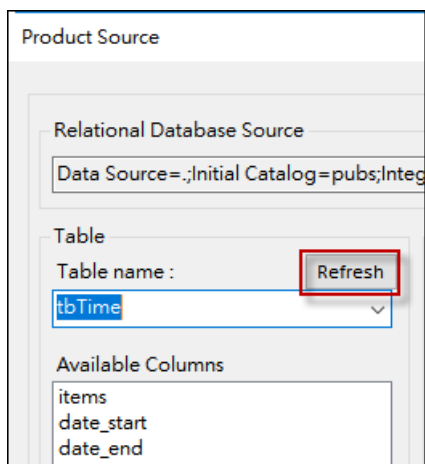 Product Source
Relational Database Source
Data Source=.;Initial Catalog=pubs;Integ
Table
Table name :
Refresh
tbTime
Available Columns
items
date_start
date_end